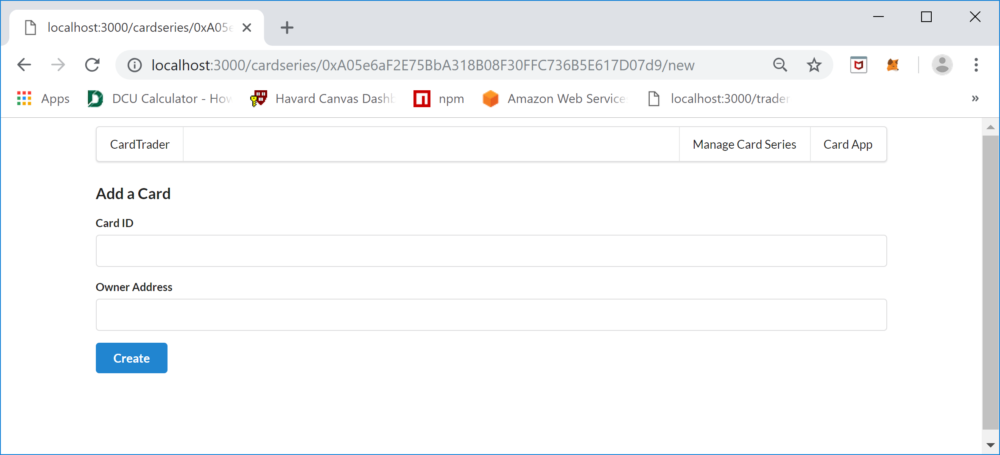 localhost:3000/cardseries/0xA05e
localhost:3000/cardseries/0xA05e6aF2E75BbA318B08F30FFC736B5E617D07d9/new
Apps DCU Calculator - How Havard Canvas Dashb npm Amazon Web Services localhost:3000/trader »
CardTrader Manage Card Series Card App
Add a Card
Card ID
Owner Address
Create